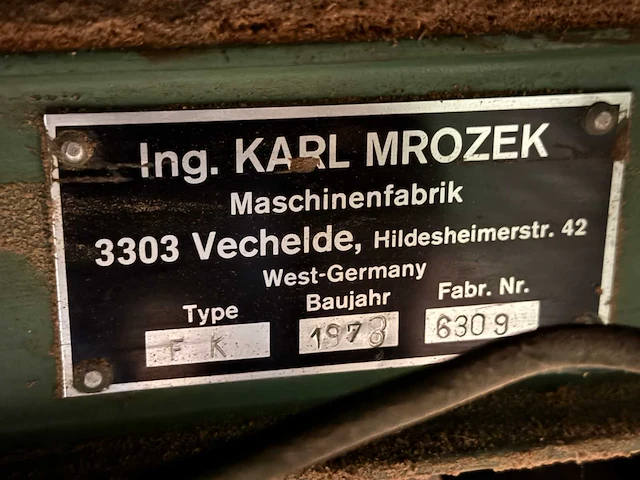 Ing. KARL MROZEK
Maschinenfabrik
3303 Vechelde, Hildesheimerstr. 42
West-Germany
Type Baujahr Fabr. Nr.
F K 1978 6309